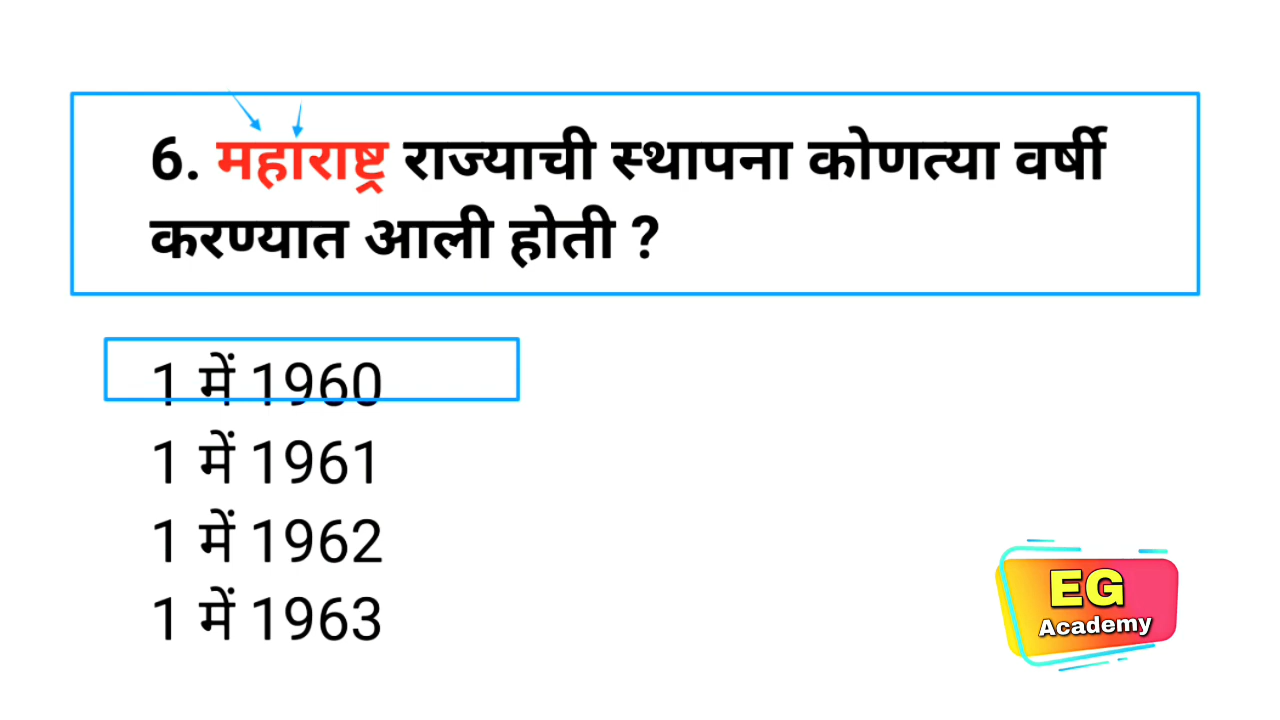 6. महाराष्ट्र राज्याची स्थापना कोणत्या वर्षी
करण्यात आली होती ?
1 में 1960
1 में 1961
1 में 1962
1 में 1963
EG
Academy